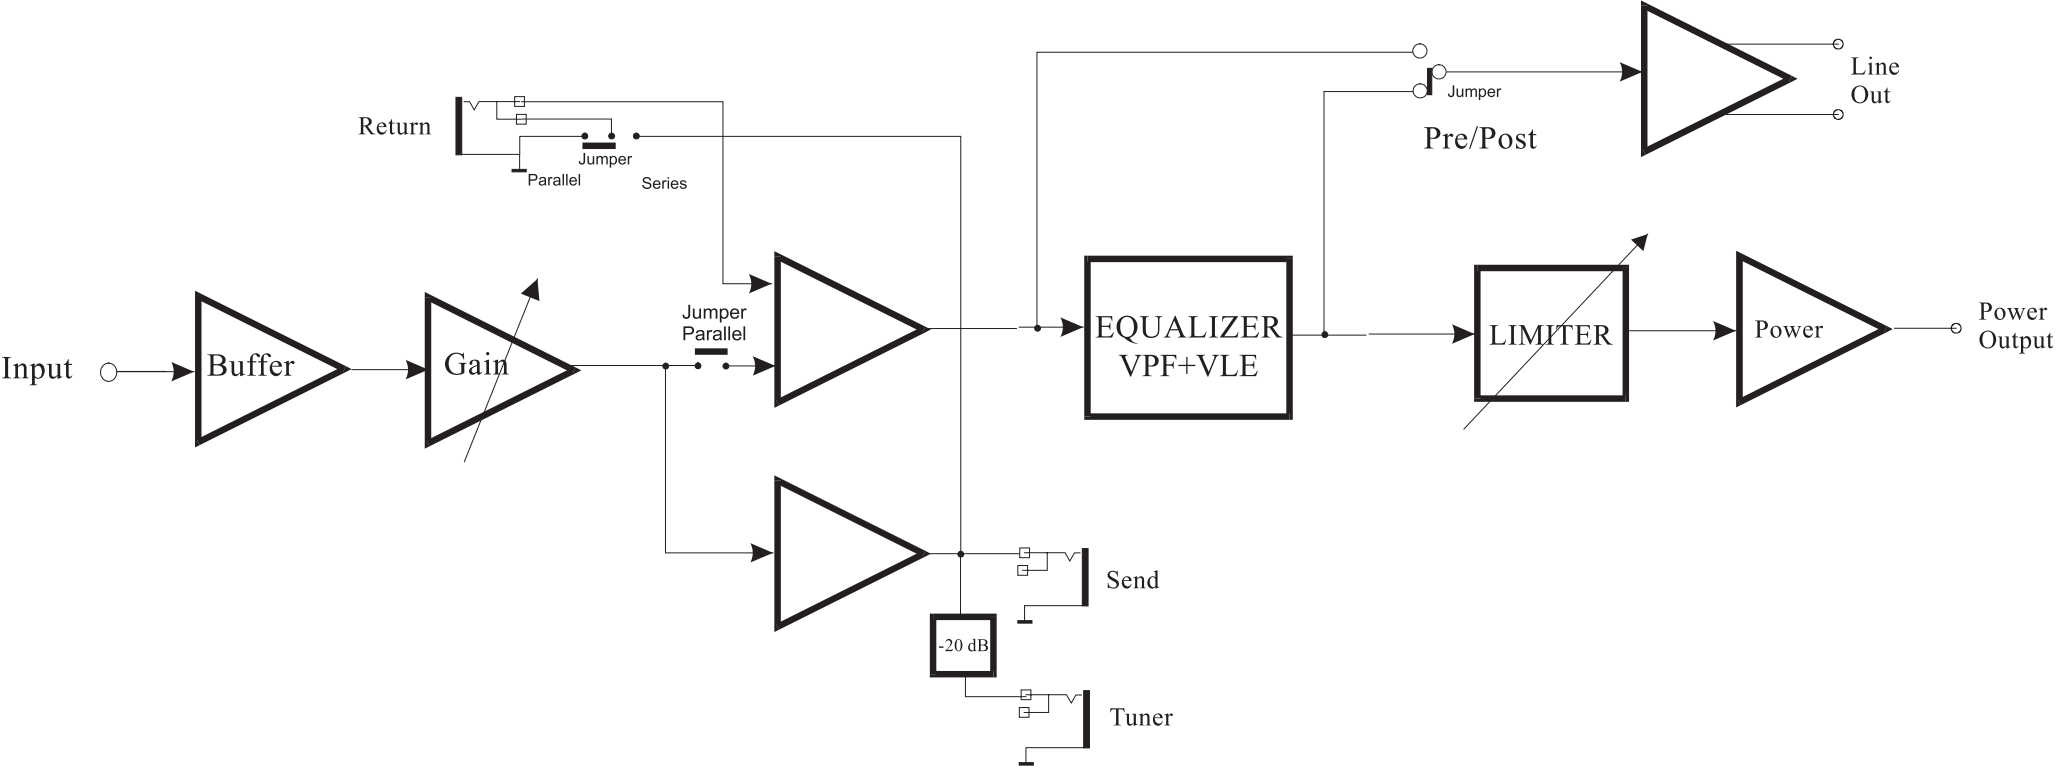 Line
Out
Jumper
Pre/Post
Return
Jumper
Parallel
Series
Input
Buffer
Gain
Jumper
Parallel
EQUALIZER
VPF+VLE
LIMITER
Power
Power
Output
Send
-20 dB
Tuner